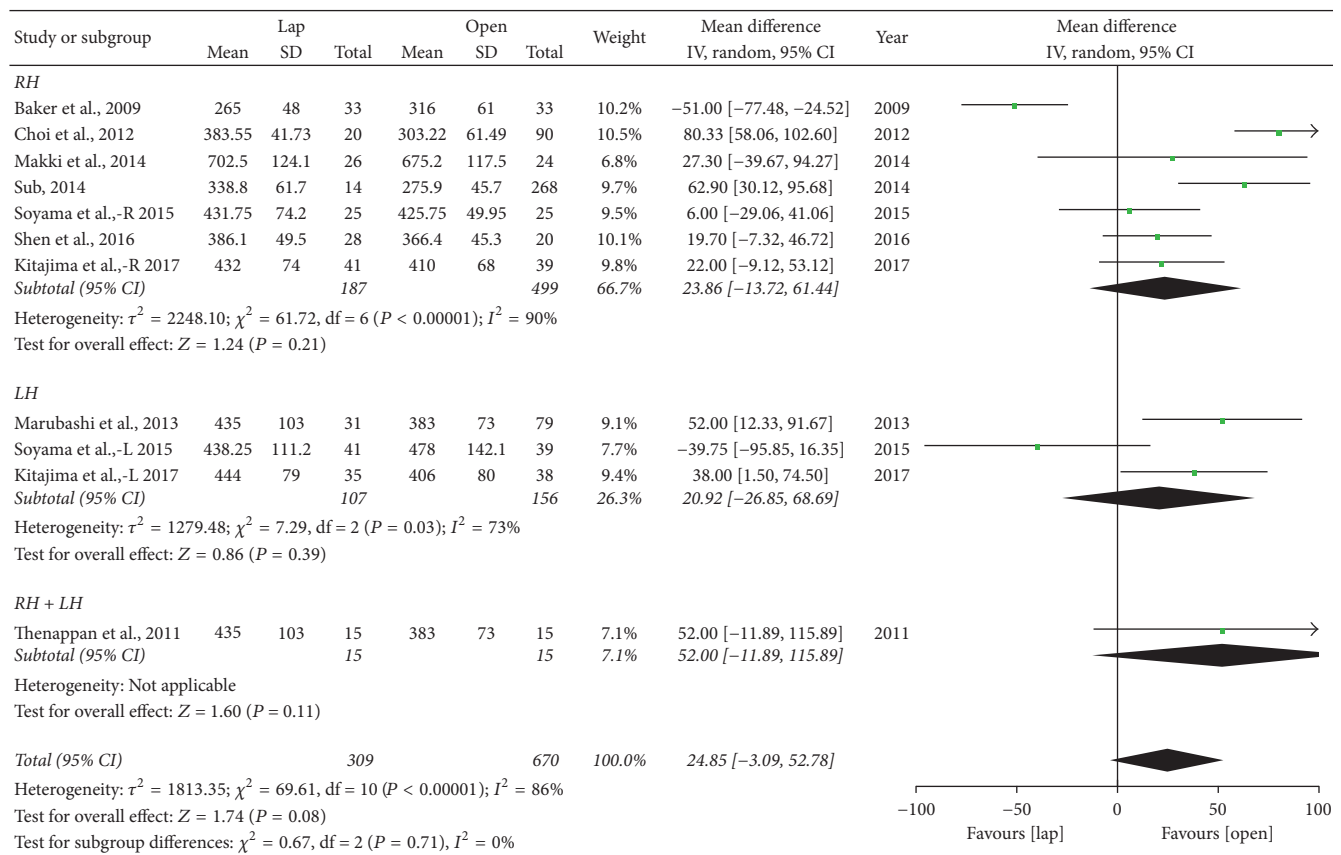 Study or subgroup Lap Open Weight Mean difference Year Mean difference
Mean SD Total Mean SD Total IV, random, 95% CI IV, random, 95% CI
RH
Baker et al., 2009 265 48 33 316 61 33 10.2% −51.00 [−77.48, −24.52] 2009
Choi et al., 2012 383.55 41.73 20 303.22 61.49 90 10.5% 80.33 [58.06, 102.60] 2012
Makki et al., 2014 702.5 124.1 26 675.2 117.5 24 6.8% 27.30 [−39.67, 94.27] 2014
Sub, 2014 338.8 61.7 14 275.9 45.7 268 9.7% 62.90 [30.12, 95.68] 2014
Soyama et al.,-R 2015 431.75 74.2 25 425.75 49.95 25 9.5% 6.00 [−29.06, 41.06] 2015
Shen et al., 2016 386.1 49.5 28 366.4 45.3 20 10.1% 19.70 [−7.32, 46.72] 2016
Kitajima et al.,-R 2017 432 74 41 410 68 39 9.8% 22.00 [−9.12, 53.12] 2017
Subtotal (95% CI) 187 499 66.7% 23.86 [−13.72, 61.44]
Heterogeneity: τ² = 2248.10; χ² = 61.72, df = 6 (P < 0.00001); I² = 90%
Test for overall effect: Z = 1.24 (P = 0.21)
LH
Marubashi et al., 2013 435 103 31 383 73 79 9.1% 52.00 [12.33, 91.67] 2013
Soyama et al.,-L 2015 438.25 111.2 41 478 142.1 39 7.7% −39.75 [−95.85, 16.35] 2015
Kitajima et al.,-L 2017 444 79 35 406 80 38 9.4% 38.00 [1.50, 74.50] 2017
Subtotal (95% CI) 107 156 26.3% 20.92 [−26.85, 68.69]
Heterogeneity: τ² = 1279.48; χ² = 7.29, df = 2 (P = 0.03); I² = 73%
Test for overall effect: Z = 0.86 (P = 0.39)
RH + LH
Thenappan et al., 2011 435 103 15 383 73 15 7.1% 52.00 [−11.89, 115.89] 2011
Subtotal (95% CI) 15 15 7.1% 52.00 [−11.89, 115.89]
Heterogeneity: Not applicable
Test for overall effect: Z = 1.60 (P = 0.11)
Total (95% CI) 309 670 100.0% 24.85 [−3.09, 52.78]
Heterogeneity: τ² = 1813.35; χ² = 69.61, df = 10 (P < 0.00001); I² = 86%
Test for overall effect: Z = 1.74 (P = 0.08)
Test for subgroup differences: χ² = 0.67, df = 2 (P = 0.71), I² = 0%
−100 −50 0 50 100
Favours [lap] Favours [open]